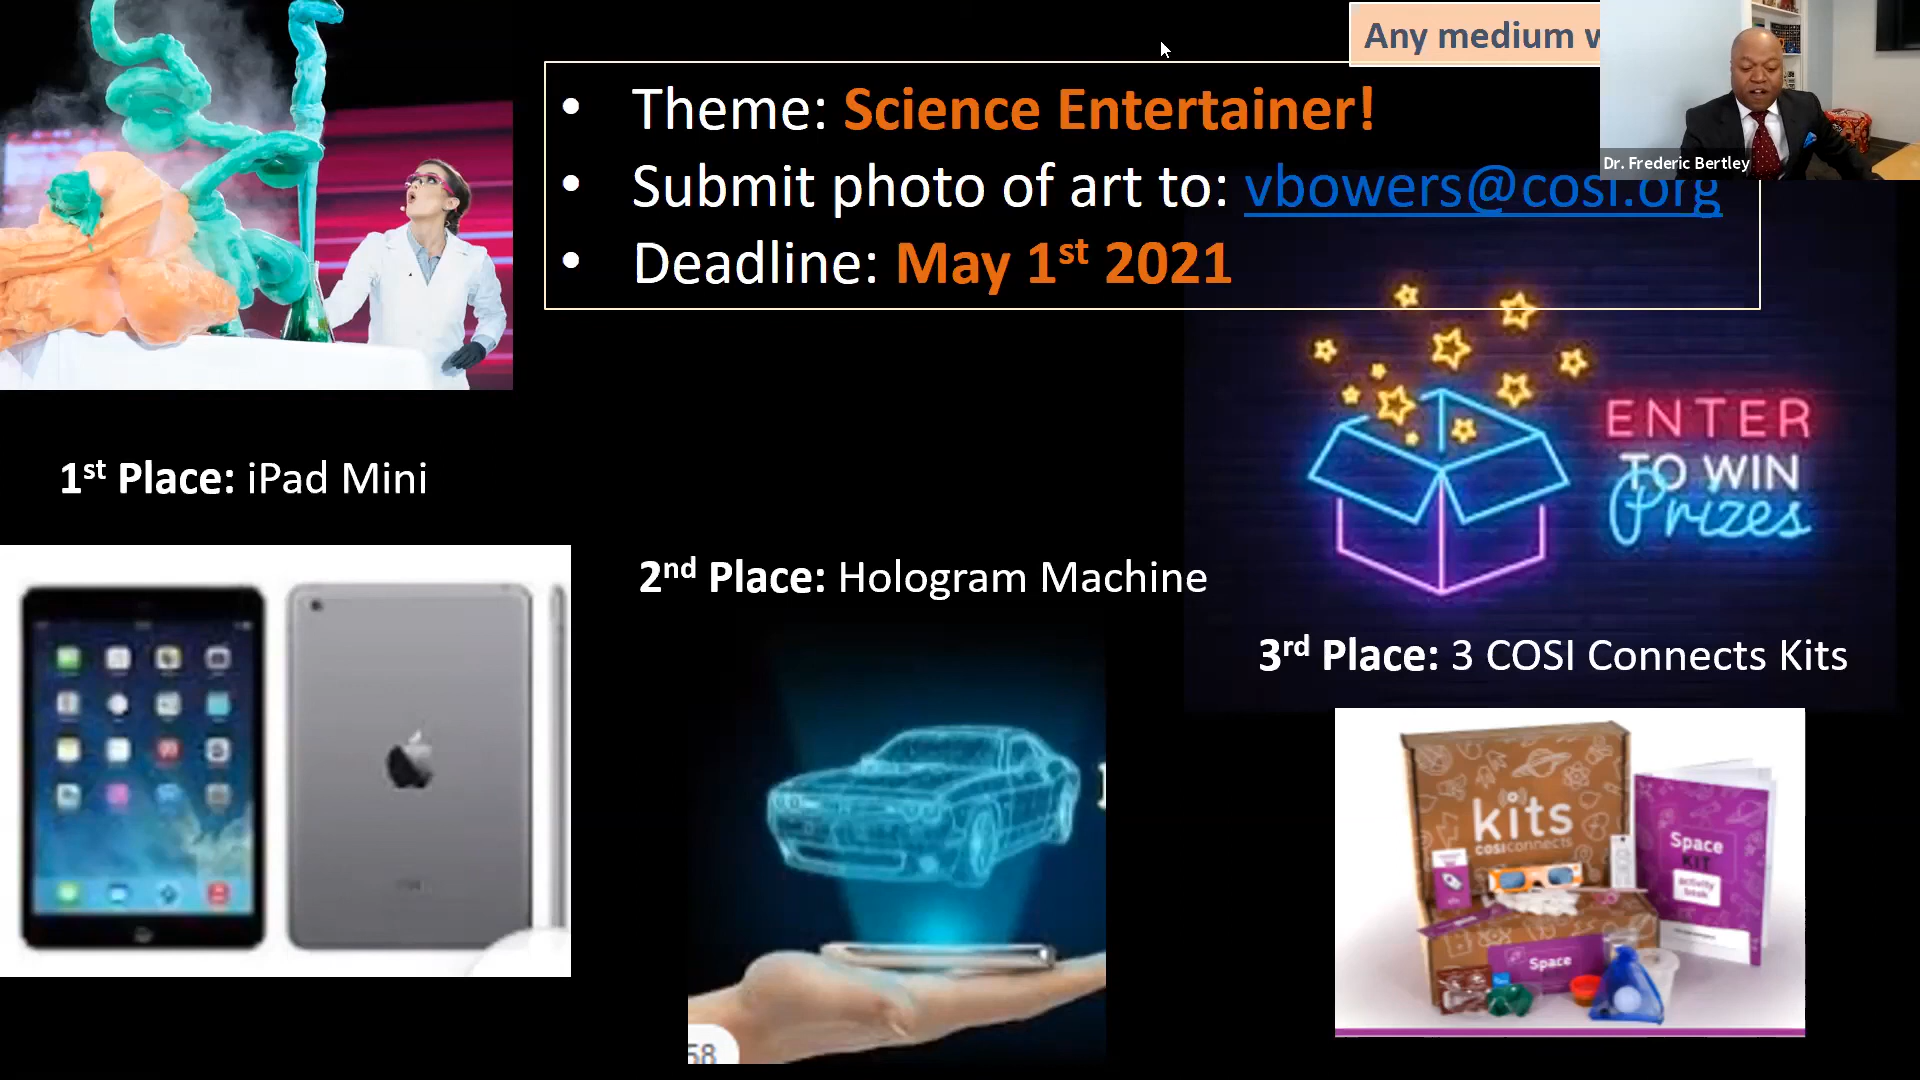 Any medium
Dr. Frederic Bertley
• Theme: Science Entertainer!
• Submit photo of art to: vbowers@cosi.org
• Deadline: May 1st 2021
ENTER
TO WIN
Prizes
1st Place: iPad Mini
2nd Place: Hologram Machine
3rd Place: 3 COSI Connects Kits
kits
cosiconnects
Space
KIT
activity
book
Space
58